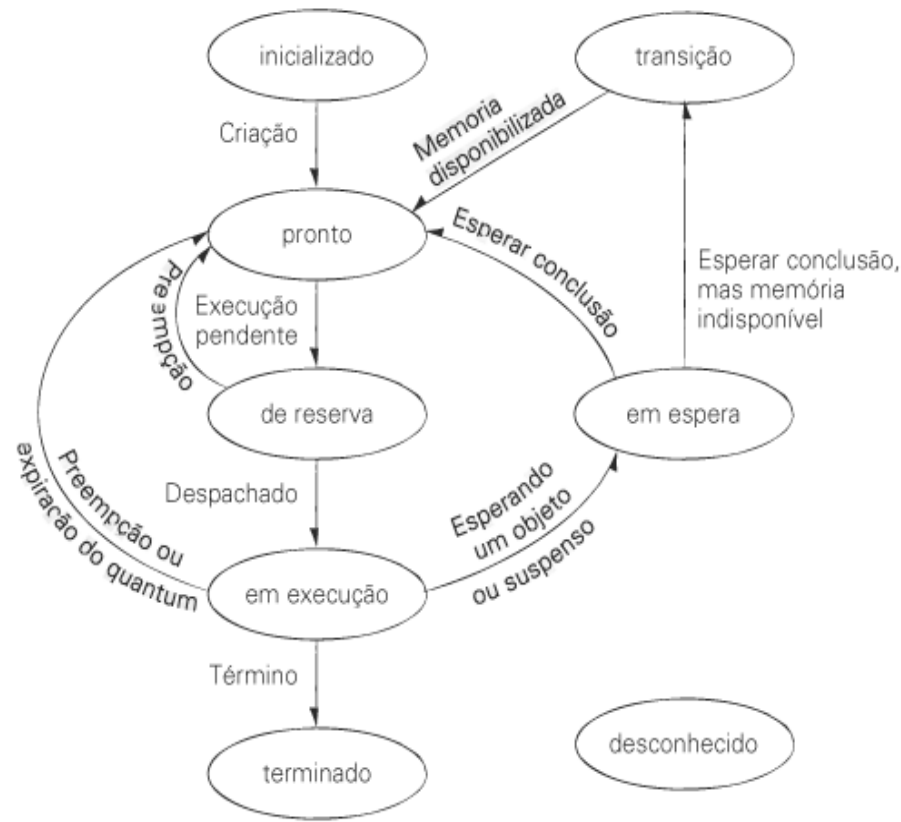 inicializado
transição
Criação
Memoria
disponibilizada
pronto
Esperar conclusão
Preempção
Execução
pendente
Esperar conclusão,
mas memória
indisponível
de reserva
em espera
Preempção ou
expiração do quantum
Despachado
Esperando
um objeto
ou suspenso
em execução
Término
terminado
desconhecido